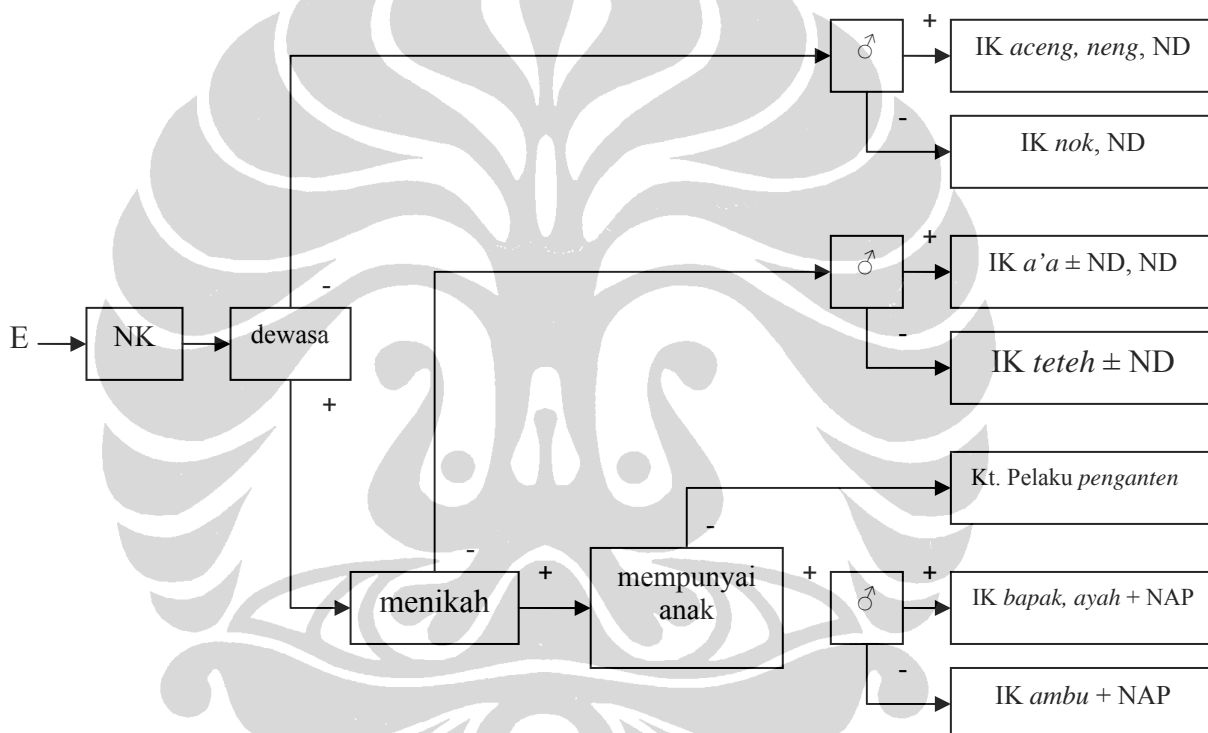 +
♂
IK aceng, neng, ND
-
IK nok, ND
+
♂
IK a’a ± ND, ND
-
IK teteh ± ND
E
NK
-
dewasa
+
Kt. Pelaku penganten
-
-
menikah
+
mempunyai
anak
+
♂
+
IK bapak, ayah + NAP
-
IK ambu + NAP